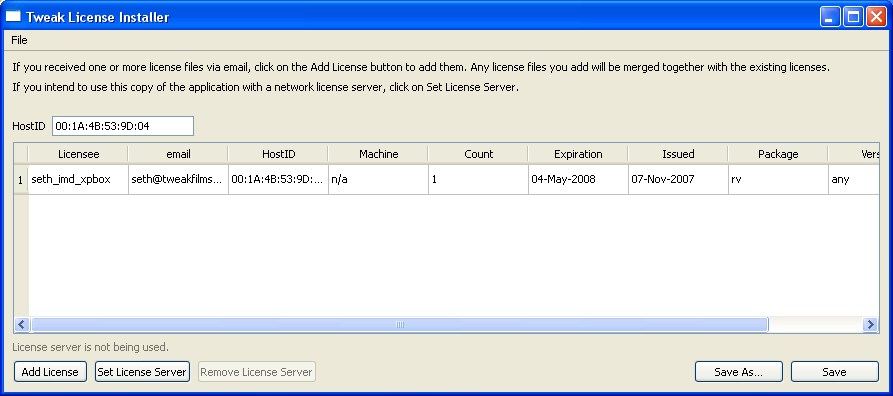 Tweak License Installer
File
If you received one or more license files via email, click on the Add License button to add them. Any license files you add will be merged together with the existing licenses.
If you intend to use this copy of the application with a network license server, click on Set License Server.
HostID 00:1A:4B:53:9D:04
Licensee email HostID Machine Count Expiration Issued Package Vers
1 seth_imd_xpbox seth@tweakfilms... 00:1A:4B:53:9D:... n/a 1 04-May-2008 07-Nov-2007 rv any
License server is not being used.
Add License Set License Server Remove License Server Save As... Save